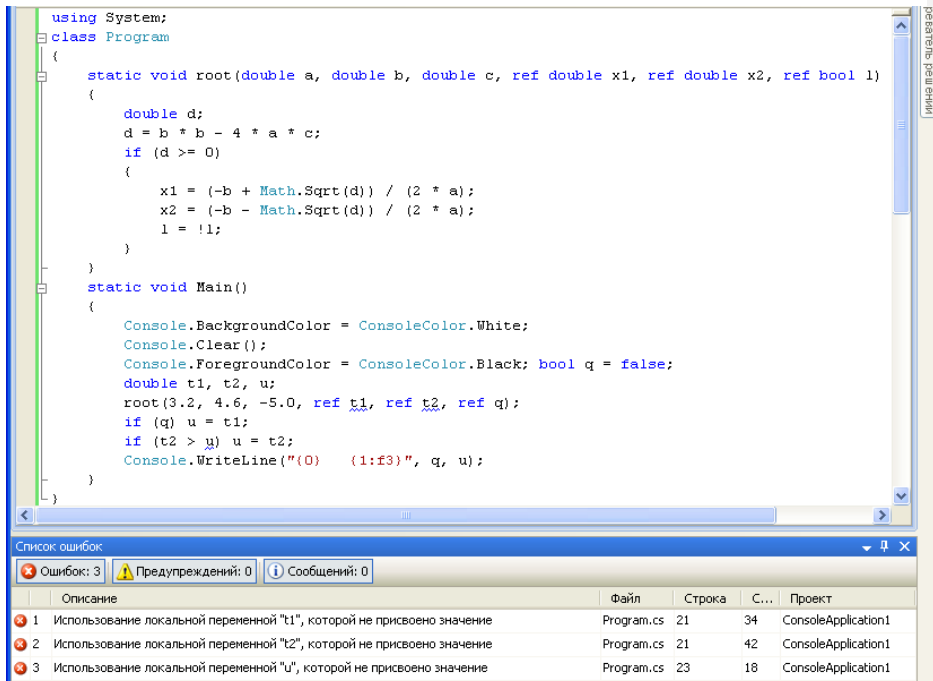 using System;
class Program
{
static void root(double a, double b, double c, ref double x1, ref double x2, ref bool l)
{
double d;
d = b * b - 4 * a * c;
if (d >= 0)
{
x1 = (-b + Math.Sqrt(d)) / (2 * a);
x2 = (-b - Math.Sqrt(d)) / (2 * a);
l = !l;
}
}
static void Main()
{
Console.BackgroundColor = ConsoleColor.White;
Console.Clear();
Console.ForegroundColor = ConsoleColor.Black; bool q = false;
double t1, t2, u;
root(3.2, 4.6, -5.0, ref t1, ref t2, ref q);
if (q) u = t1;
if (t2 > u) u = t2;
Console.WriteLine("{0}   {1:f3}", q, u);
}
}
решении
Список ошибок
Ошибок: 3 Предупреждений: 0 Сообщений: 0
Описание Файл Строка С... Проект
1 Использование локальной переменной "t1", которой не присвоено значение Program.cs 21 34 ConsoleApplication1
2 Использование локальной переменной "t2", которой не присвоено значение Program.cs 21 42 ConsoleApplication1
3 Использование локальной переменной "u", которой не присвоено значение Program.cs 23 18 ConsoleApplication1